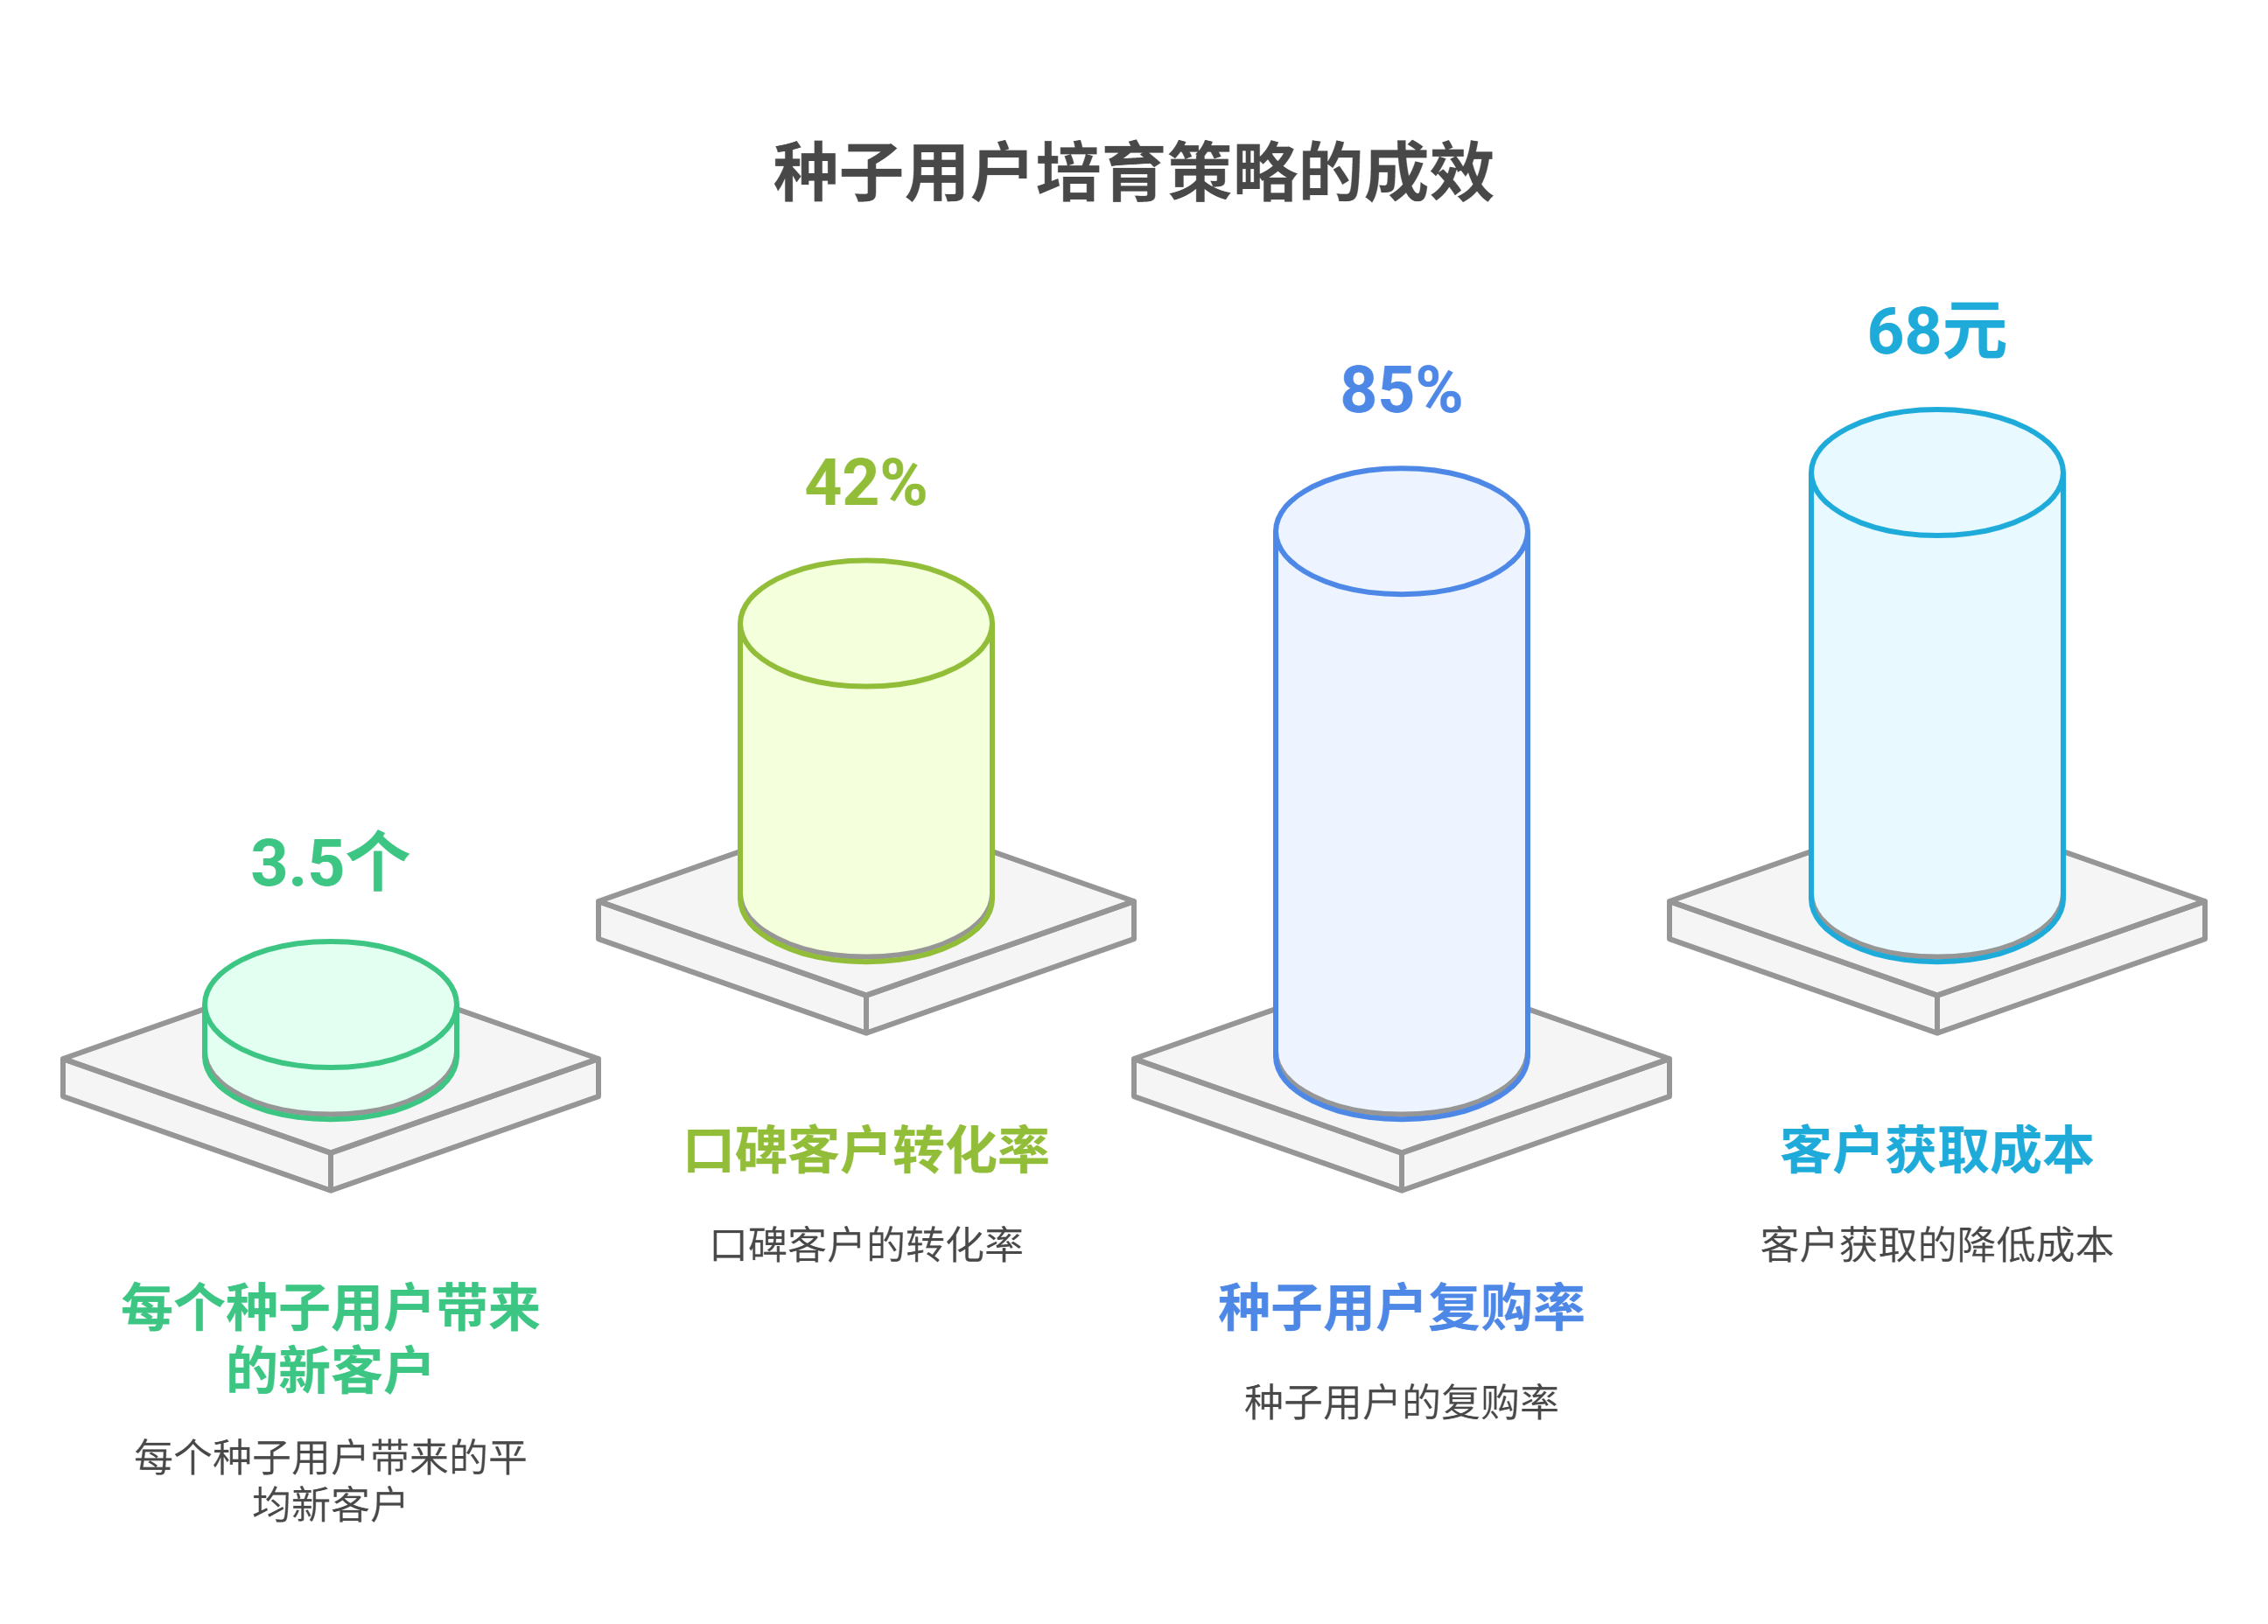 种子用户培育策略的成效
3.5个
每个种子用户带来
的新客户
每个种子用户带来的平
均新客户
42%
口碑客户转化率
口碑客户的转化率
85%
种子用户复购率
种子用户的复购率
68元
客户获取成本
客户获取的降低成本